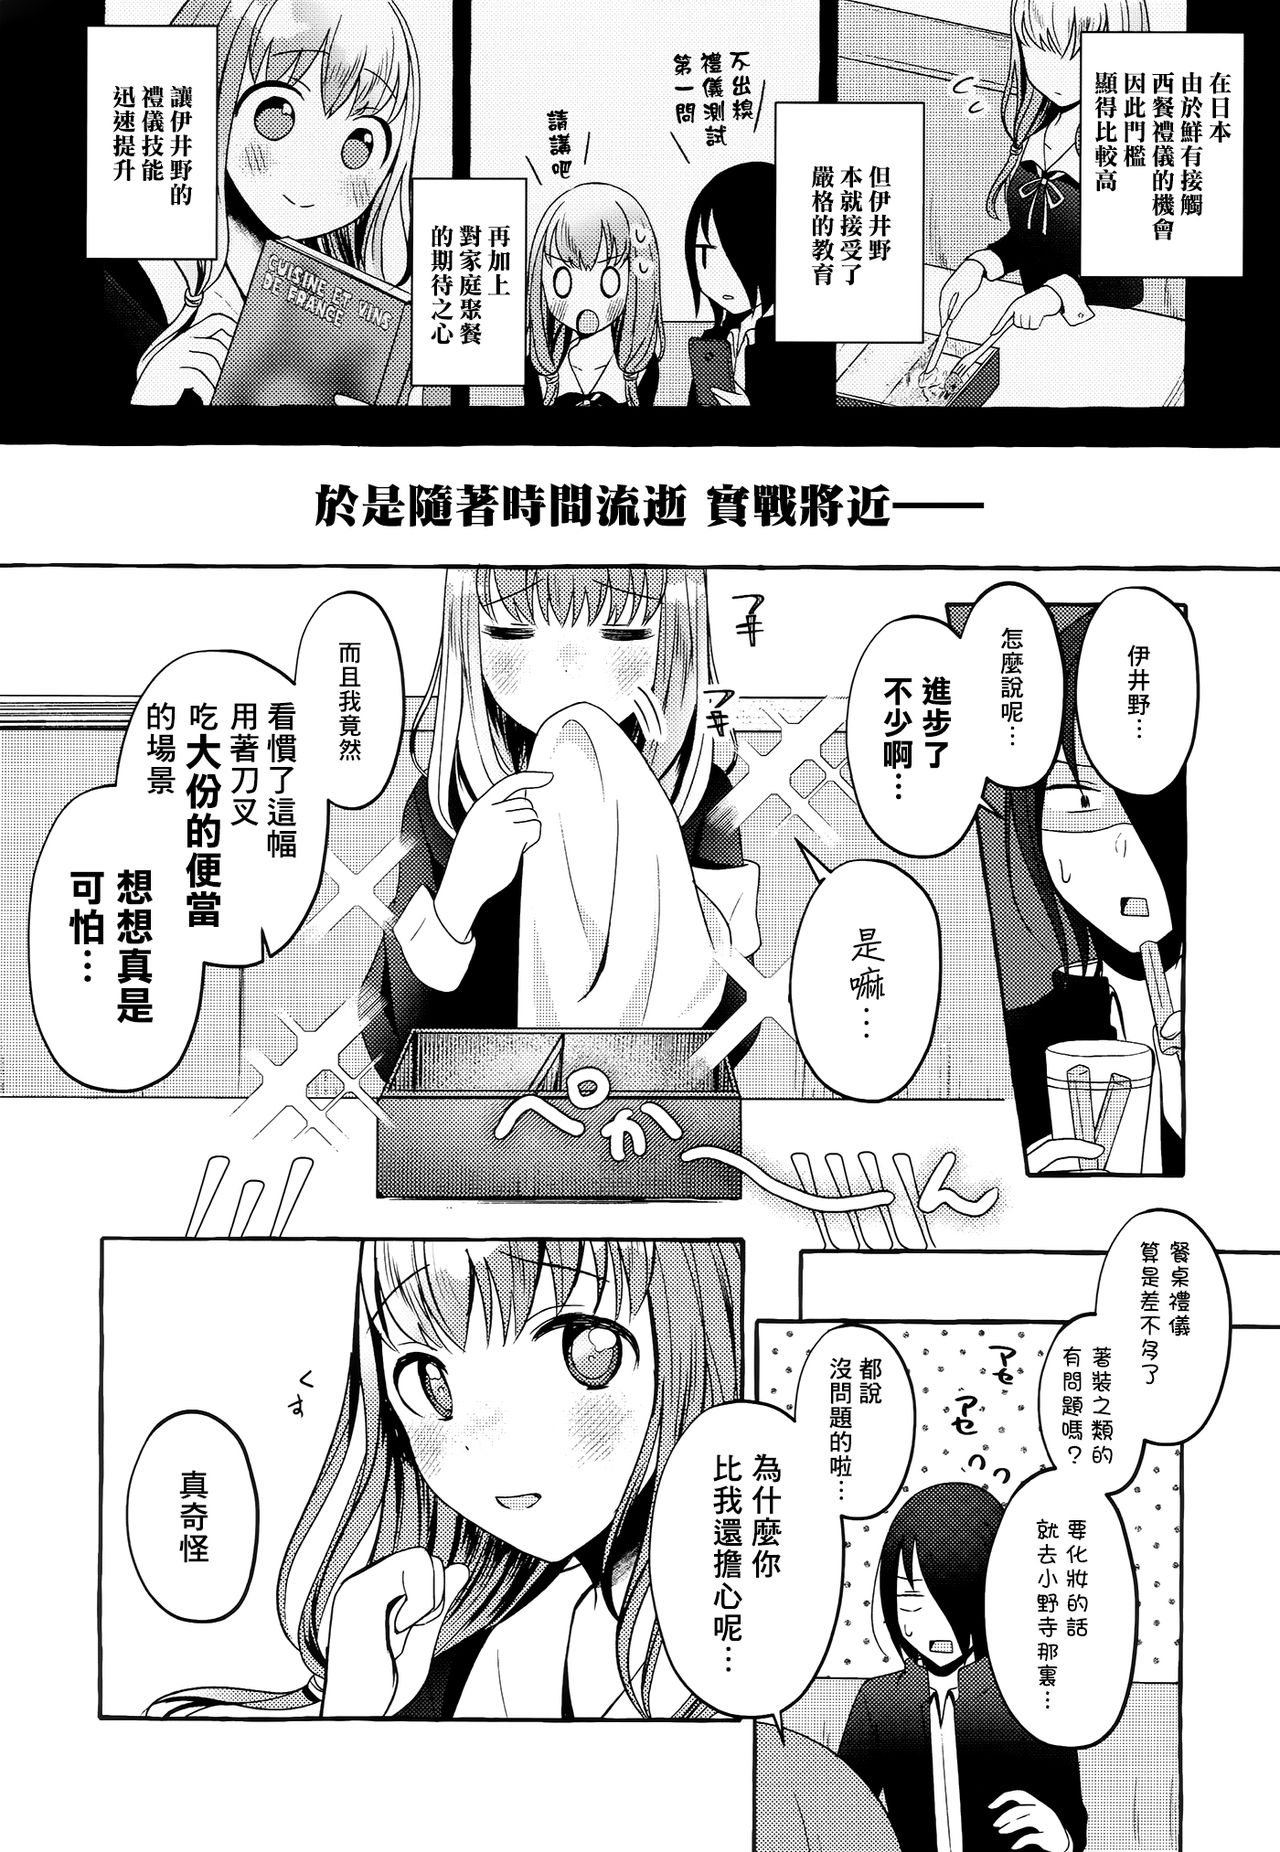 在日本
由於鮮有接觸
西餐禮儀的機會
因此門檻
顯得比較高
但伊井野
本就接受了
嚴格的教育
不出糗
禮儀測試
第一問
請講吧
再加上
對家庭聚餐
的期待之心
CUISINE ET VINS
DE FRANCE
讓伊井野的
禮儀技能
迅速提升
於是隨著時間流逝 實戰將近——
伊井野…
怎麼說呢…
進步了
不少啊…
フキ
フキ
是嘛…
而且我竟然
看慣了這幅
用著刀叉
吃大份的便當
的場景
想想真是
可怕…
ペかーん
餐桌禮儀
算是差不多了
著裝之類的
有問題嗎？
要化妝的話
就去小野寺那裏…
アセ
アセ
都說
沒問題的啦…
為什麼你
比我還擔心呢…
くす
真奇怪